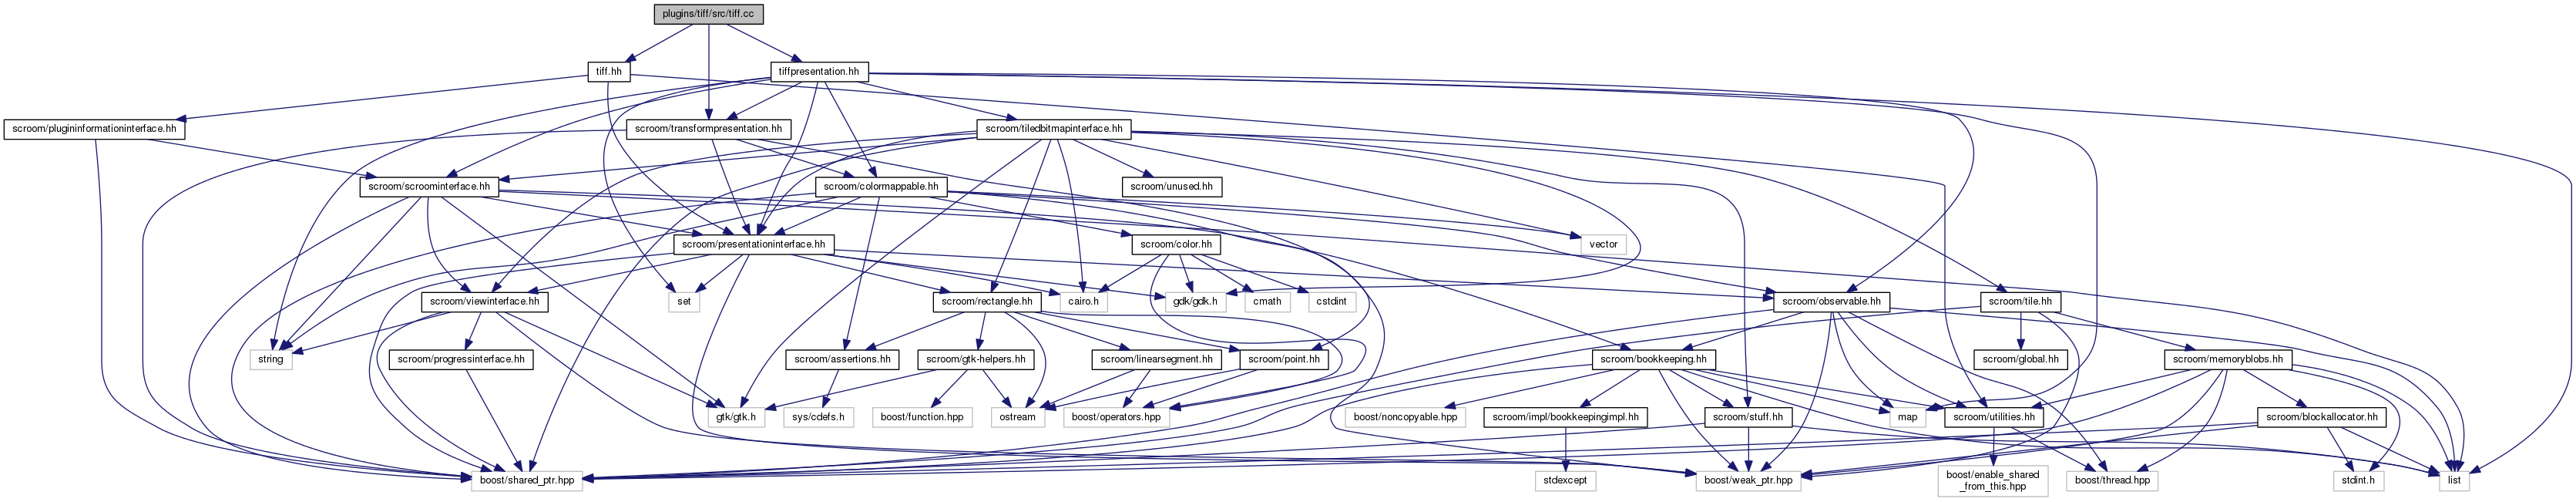 plugins/tiff/src/tiff.cc
tiff.hh
tiffpresentation.hh
scroom/plugininformationinterface.hh
scroom/transformpresentation.hh
scroom/tiledbitmapinterface.hh
scroom/scroominterface.hh
scroom/colormappable.hh
scroom/unused.hh
scroom/presentationinterface.hh
scroom/color.hh
vector
scroom/viewinterface.hh
set
scroom/rectangle.hh
cairo.h
gdk/gdk.h
cmath
cstdint
scroom/observable.hh
scroom/tile.hh
string
scroom/progressinterface.hh
scroom/assertions.hh
scroom/gtk-helpers.hh
scroom/linearsegment.hh
scroom/point.hh
scroom/bookkeeping.hh
scroom/global.hh
scroom/memoryblobs.hh
gtk/gtk.h
sys/cdefs.h
boost/function.hpp
ostream
boost/operators.hpp
boost/noncopyable.hpp
scroom/impl/bookkeepingimpl.hh
scroom/stuff.hh
map
scroom/utilities.hh
scroom/blockallocator.hh
boost/shared_ptr.hpp
stdexcept
boost/weak_ptr.hpp
boost/enable_shared
_from_this.hpp
boost/thread.hpp
stdint.h
list